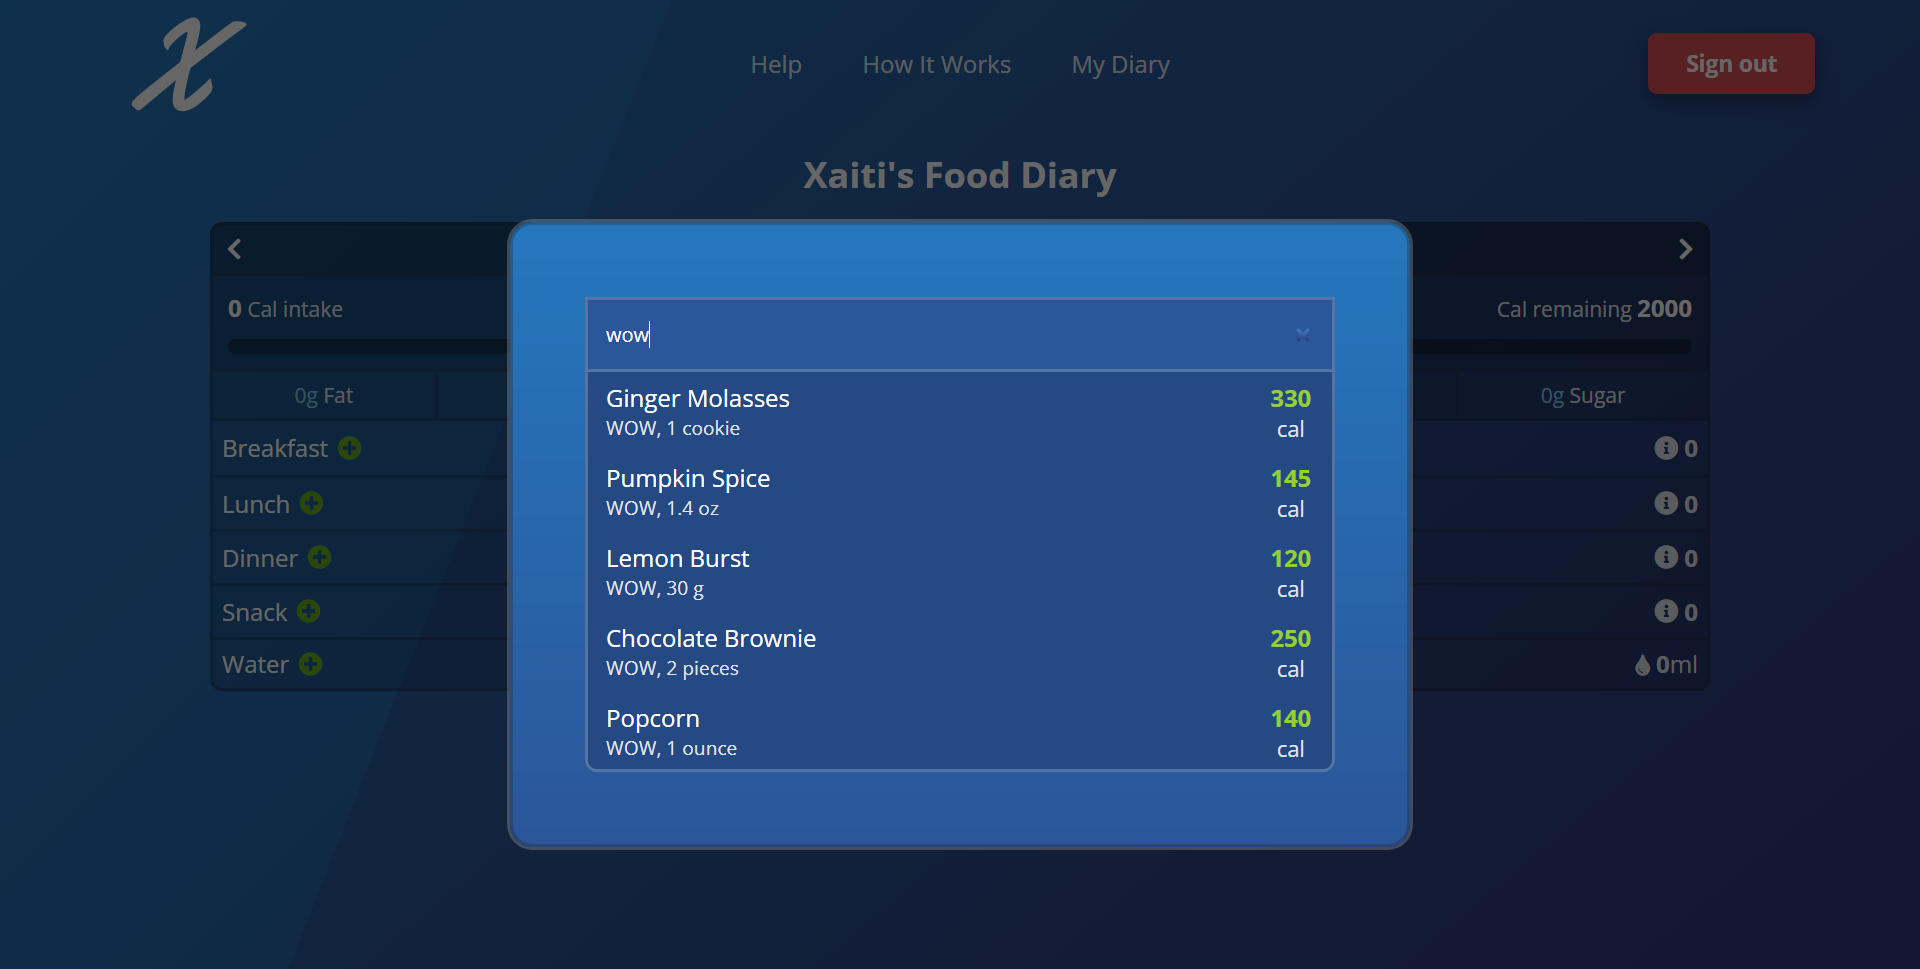 X
Help How It Works My Diary Sign out
Xaiti's Food Diary
0 Cal intake Cal remaining 2000
0g Fat 0g Sugar
Breakfast 0
Lunch 0
Dinner 0
Snack 0
Water 0ml
wow
Ginger Molasses 330
WOW, 1 cookie cal
Pumpkin Spice 145
WOW, 1.4 oz cal
Lemon Burst 120
WOW, 30 g cal
Chocolate Brownie 250
WOW, 2 pieces cal
Popcorn 140
WOW, 1 ounce cal